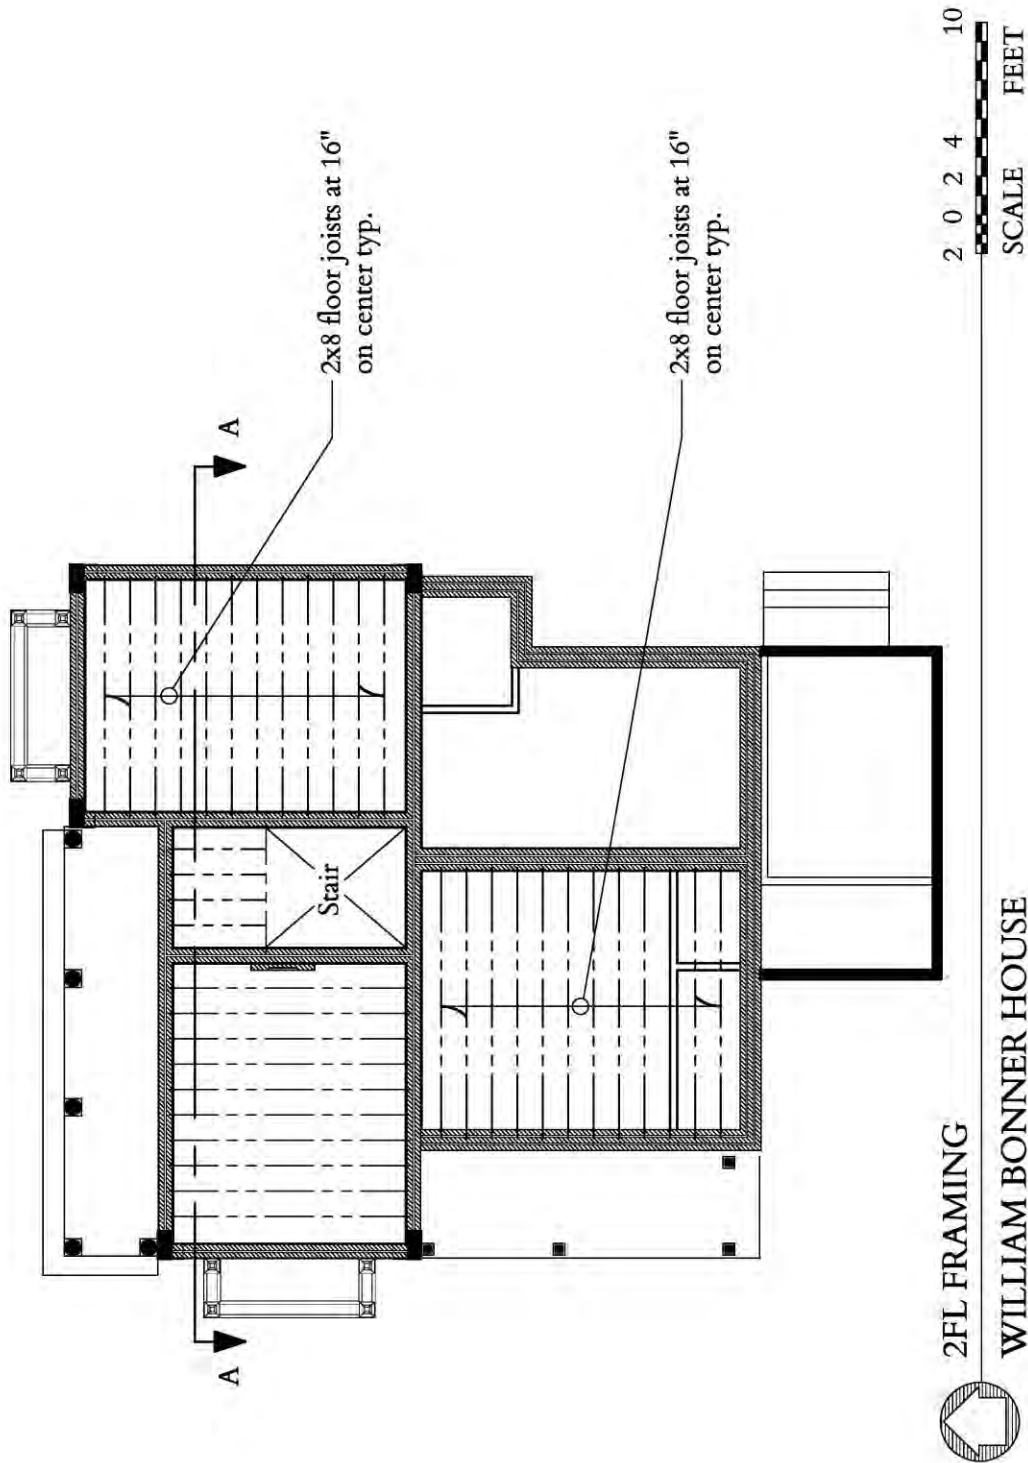 A
2x8 floor joists at 16"
on center typ.
Stair
2x8 floor joists at 16"
on center typ.
A
2FL FRAMING
WILLIAM BONNER HOUSE
2 0 2 4 10
SCALE FEET